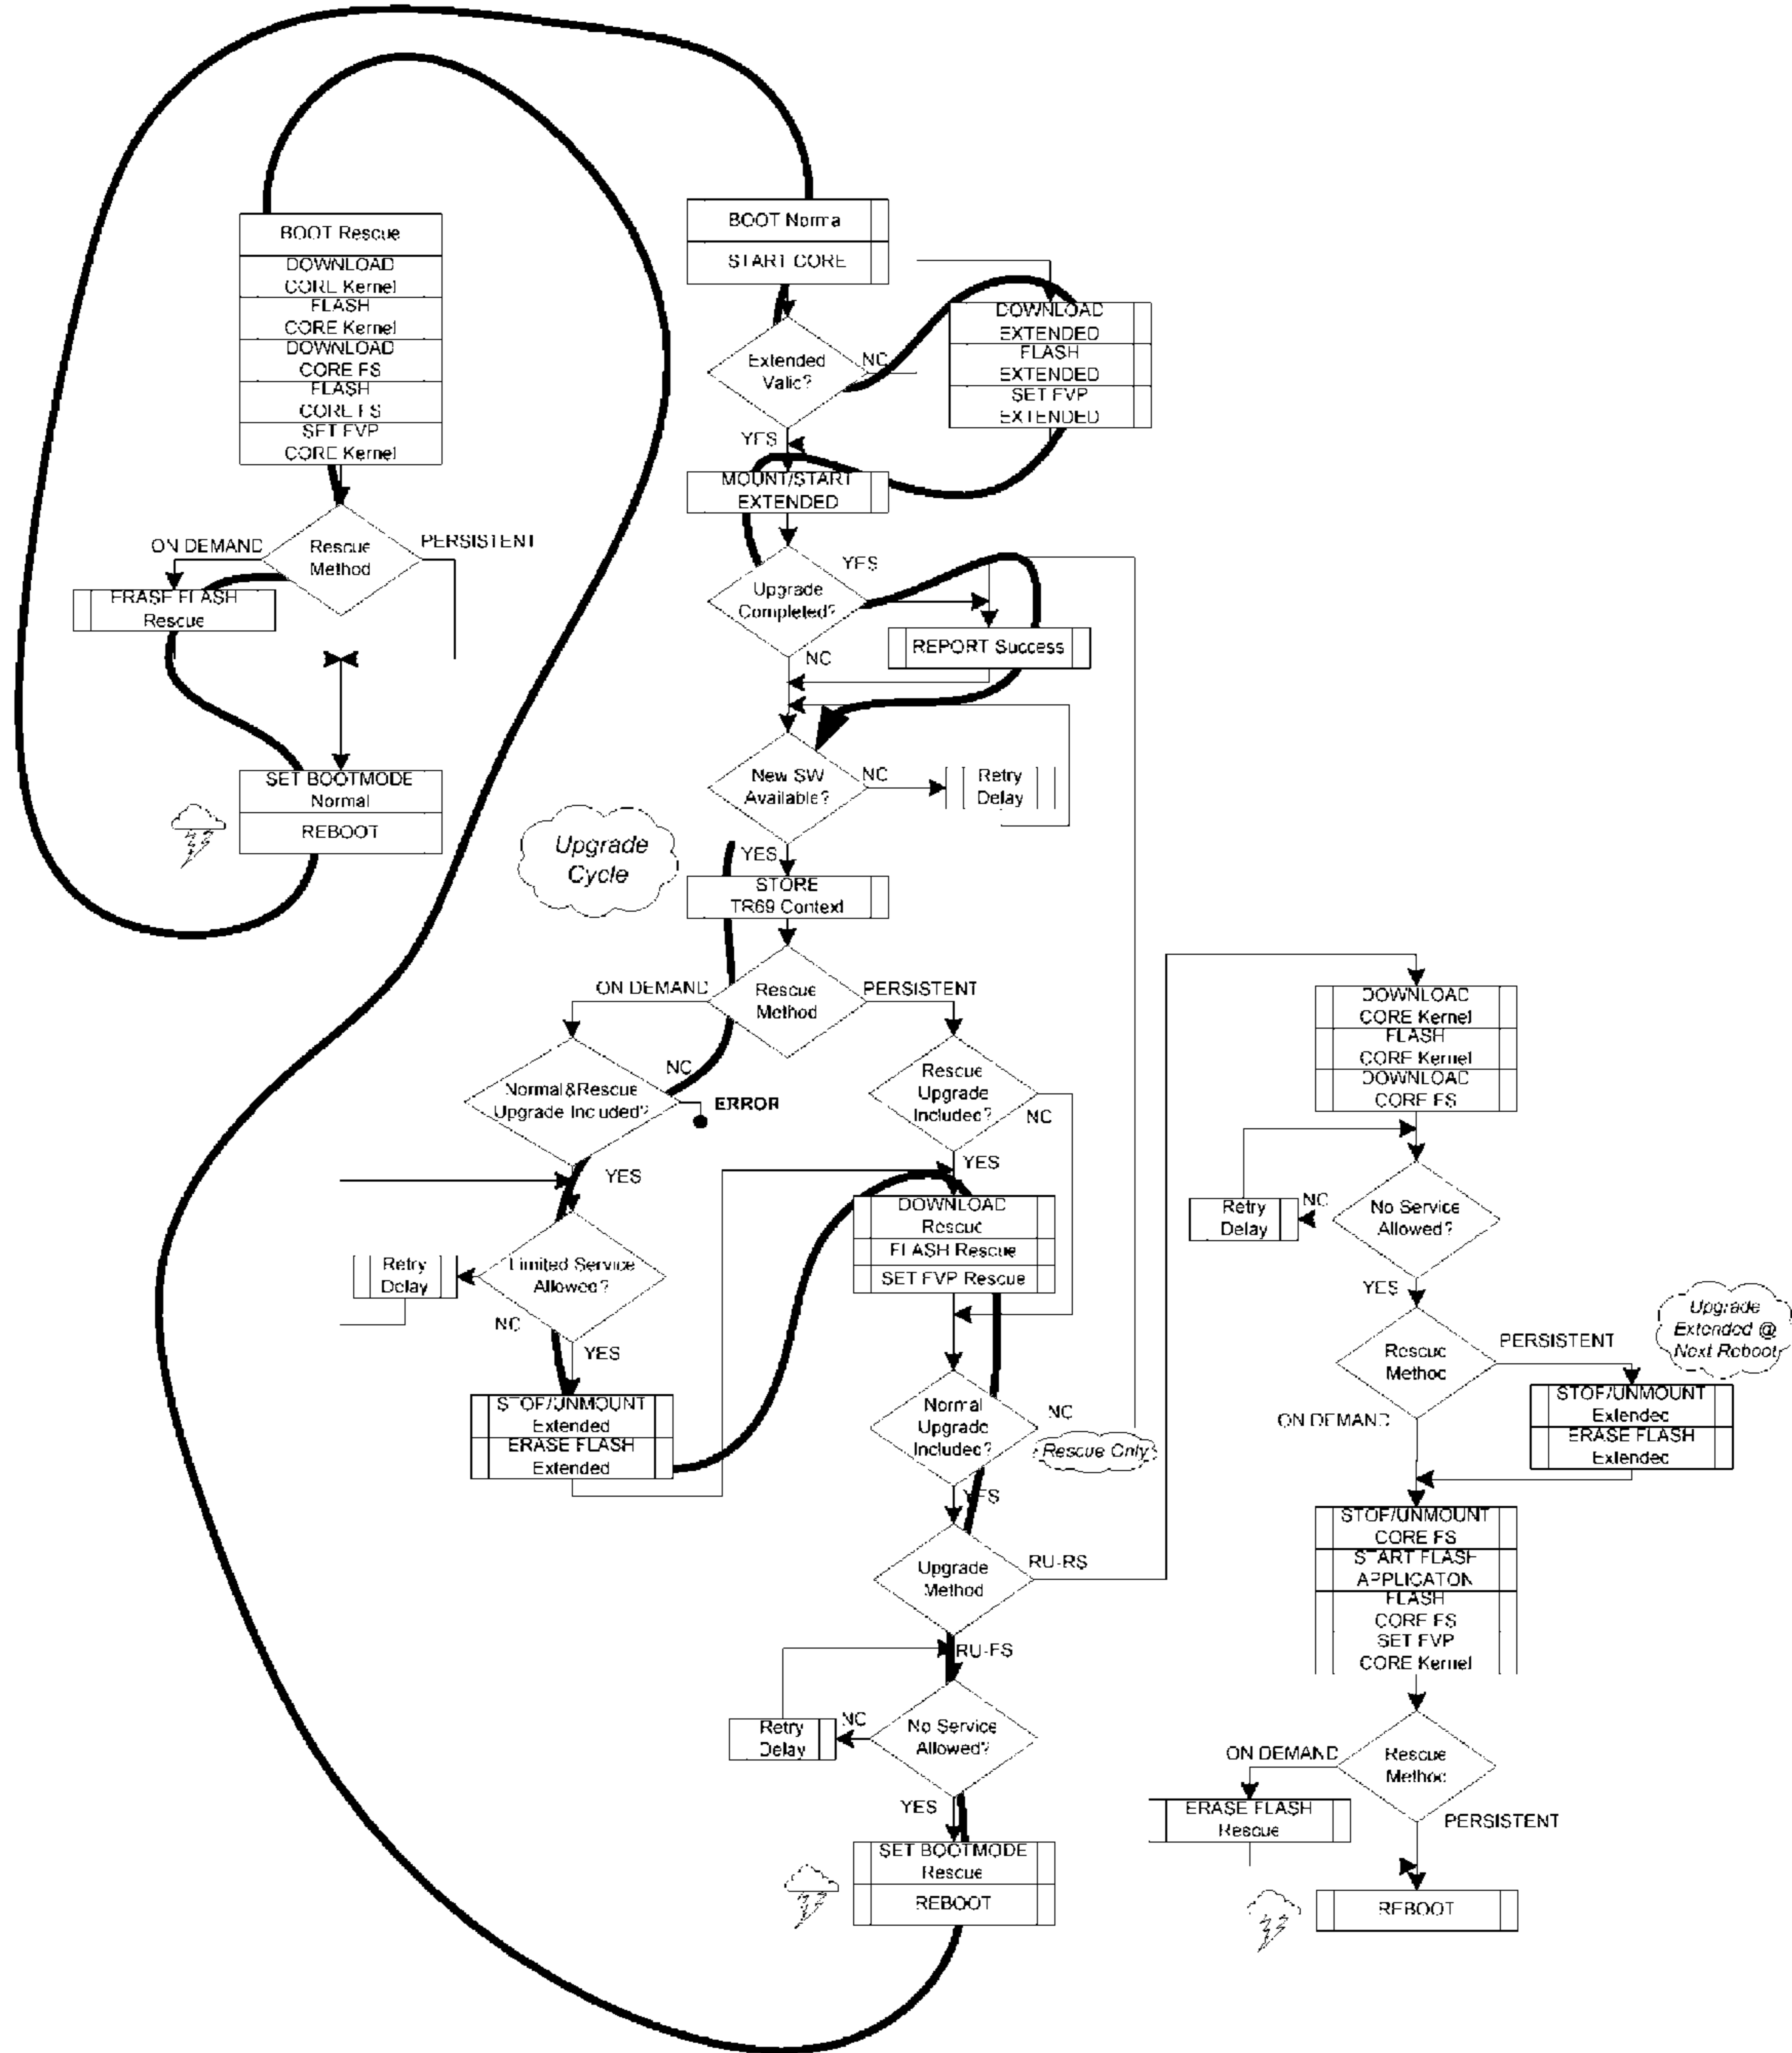 BOOT Rescue
DOWNLOAD
CORE Kernel
FLASH
CORE Kernel
DOWNLOAD
CORE FS
FLASH
CORE FS
SET FVP
CORE Kernel
ON DEMAND
Rescue
Method
PERSISTENT
ERASE FLASH
Rescue
SET BOOTMODE
Normal
REBOOT
BOOT Norma
START CORE
Extended
Valid?
NO
DOWNLOAD
EXTENDED
FLASH
EXTENDED
SET FVP
EXTENDED
YES
MOUNT/START
EXTENDED
YES
Upgrade
Completed?
REPORT Success
NO
New SW
Available?
NO
Retry
Delay
Upgrade
Cycle
YES
STORE
TR69 Context
ON DEMAND
Rescue
Method
PERSISTENT
NO
Normal&Rescue
Upgrade Included?
ERROR
Rescue
Upgrade
Included?
NO
YES
YES
DOWNLOAD
Rescue
FLASH Rescue
SET FVP Rescue
Limited Service
Allowed?
Retry
Delay
NO
YES
STOP/UNMOUNT
Extended
ERASE FLASH
Extended
Normal
Upgrade
Included?
NO
Rescue Only
YES
Upgrade
Method
RU-RS
RU-FS
No Service
Allowed?
NO
Retry
Delay
YES
SET BOOTMODE
Rescue
REBOOT
DOWNLOAD
CORE Kernel
FLASH
CORE Kernel
DOWNLOAD
CORE FS
No Service
Allowed?
NO
Retry
Delay
YES
Rescue
Method
PERSISTENT
Upgrade
Extended @
Next Reboot
ON DEMAND
STOP/UNMOUNT
Extended
ERASE FLASH
Extended
STOP/UNMOUNT
CORE FS
START FLASH
APPLICATON
FLASH
CORE FS
SET FVP
CORE Kernel
ON DEMAND
Rescue
Method
ERASE FLASH
Rescue
PERSISTENT
REBOOT